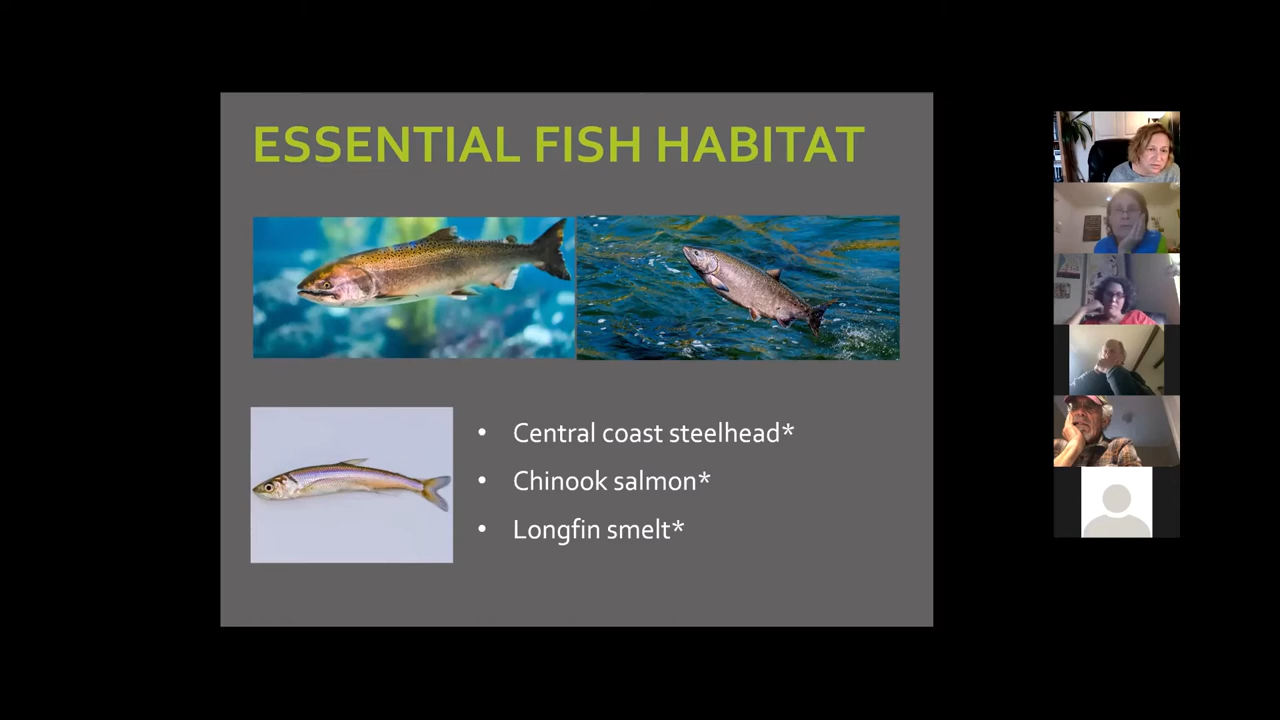 ESSENTIAL FISH HABITAT
• Central coast steelhead*
• Chinook salmon*
• Longfin smelt*